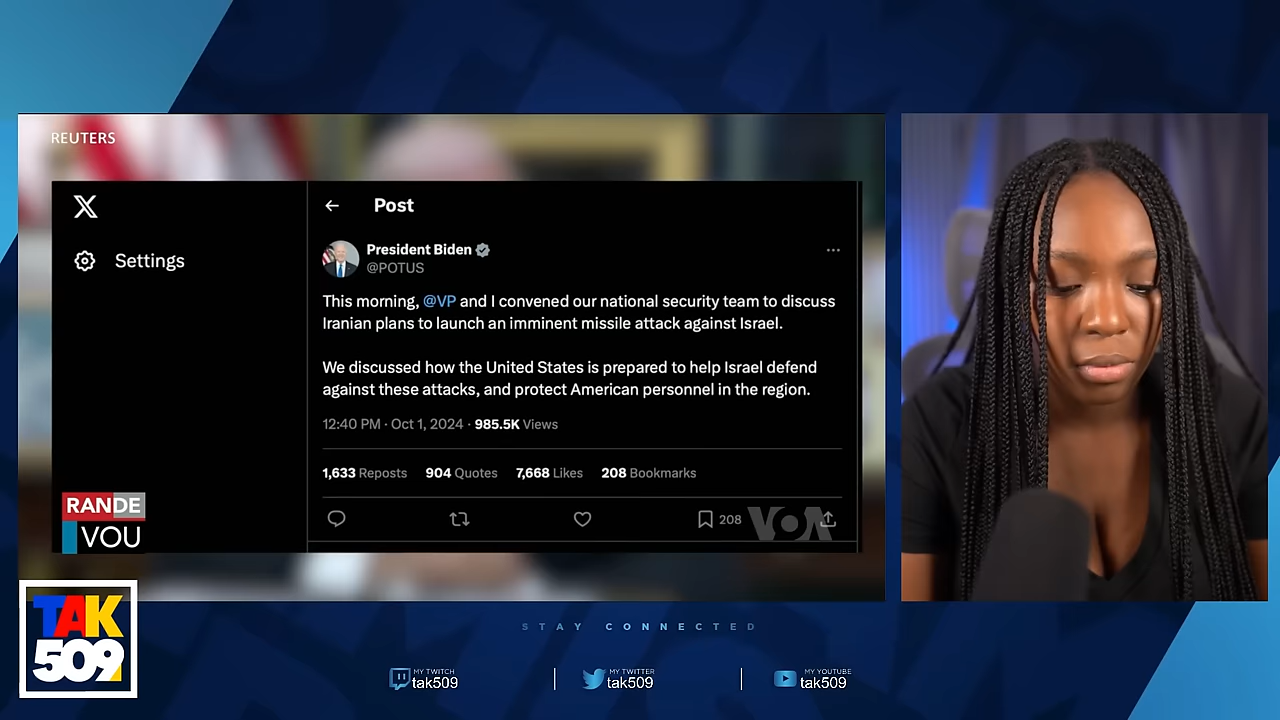 REUTERS
X
Settings
Post
President Biden
@POTUS
This morning, @VP and I convened our national security team to discuss
Iranian plans to launch an imminent missile attack against Israel.
We discussed how the United States is prepared to help Israel defend
against these attacks, and protect American personnel in the region.
12:40 PM · Oct 1, 2024 · 985.5K Views
1,633 Reposts 904 Quotes 7,668 Likes 208 Bookmarks
208
VOA
RANDE
VOU
TAK
509
STAY CONNECTED
MY TWITCH
tak509
MY TWITTER
tak509
MY YOUTUBE
tak509